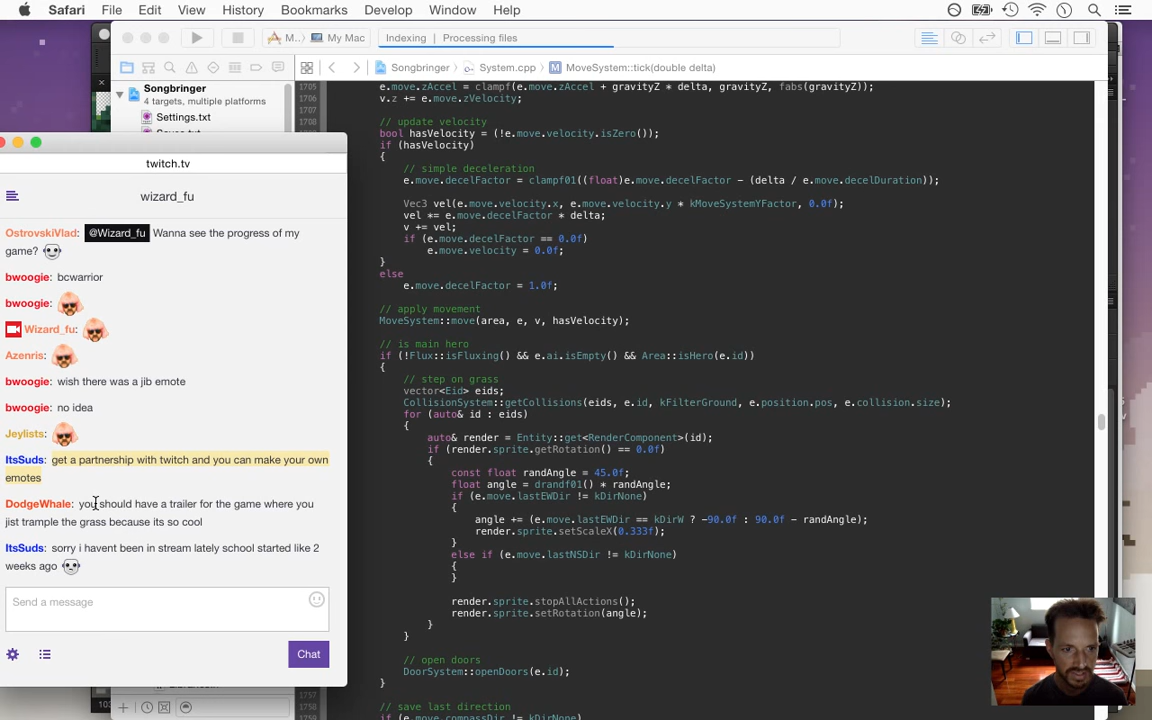 Safari File Edit View History Bookmarks Develop Window Help
M..› My Mac
Indexing | Processing files
Songbringer › System.cpp › M MoveSystem::tick(double delta)
Songbringer
4 targets, multiple platforms
Settings.txt
twitch.tv
wizard_fu
OstrovskiVlad: @Wizard_fu Wanna see the progress of my
game?
bwoogie: bcwarrior
bwoogie:
Wizard_fu:
Azenris:
bwoogie: wish there was a jib emote
bwoogie: no idea
Jeylists:
ItsSuds: get a partnership with twitch and you can make your own
emotes
DodgeWhale: you should have a trailer for the game where you
jist trample the grass because its so cool
ItsSuds: sorry i havent been in stream lately school started like 2
weeks ago
Send a message
Chat
1705 e.move.zAccel = clampf(e.move.zAccel + gravityZ * delta, gravityZ, fabs(gravityZ));
1706 v.z += e.move.zVelocity;
1707
1708 // update velocity
bool hasVelocity = (!e.move.velocity.isZero());
if (hasVelocity)
{
// simple deceleration
e.move.decelFactor = clampf01((float)e.move.decelFactor - (delta / e.move.decelDuration));
Vec3 vel(e.move.velocity.x, e.move.velocity.y * kMoveSystemYFactor, 0.0f);
vel *= e.move.decelFactor * delta;
v += vel;
if (e.move.decelFactor == 0.0f)
e.move.velocity = 0.0f;
}
else
e.move.decelFactor = 1.0f;
// apply movement
MoveSystem::move(area, e, v, hasVelocity);
// is main hero
if (!Flux::isFluxing() && e.ai.isEmpty() && Area::isHero(e.id))
{
// step on grass
vector<Eid> eids;
CollisionSystem::getCollisions(eids, e.id, kFilterGround, e.position.pos, e.collision.size);
for (auto& id : eids)
{
auto& render = Entity::get<RenderComponent>(id);
if (render.sprite.getRotation() == 0.0f)
{
const float randAngle = 45.0f;
float angle = drandf01() * randAngle;
if (e.move.lastEWDir != kDirNone)
{
angle += (e.move.lastEWDir == kDirW ? -90.0f : 90.0f - randAngle);
render.sprite.setScaleX(0.333f);
}
else if (e.move.lastNSDir != kDirNone)
{
}
render.sprite.stopAllActions();
render.sprite.setRotation(angle);
}
}
// open doors
DoorSystem::openDoors(e.id);
}
1757
// save last direction
if (e.move.compassDir != kDirNone)